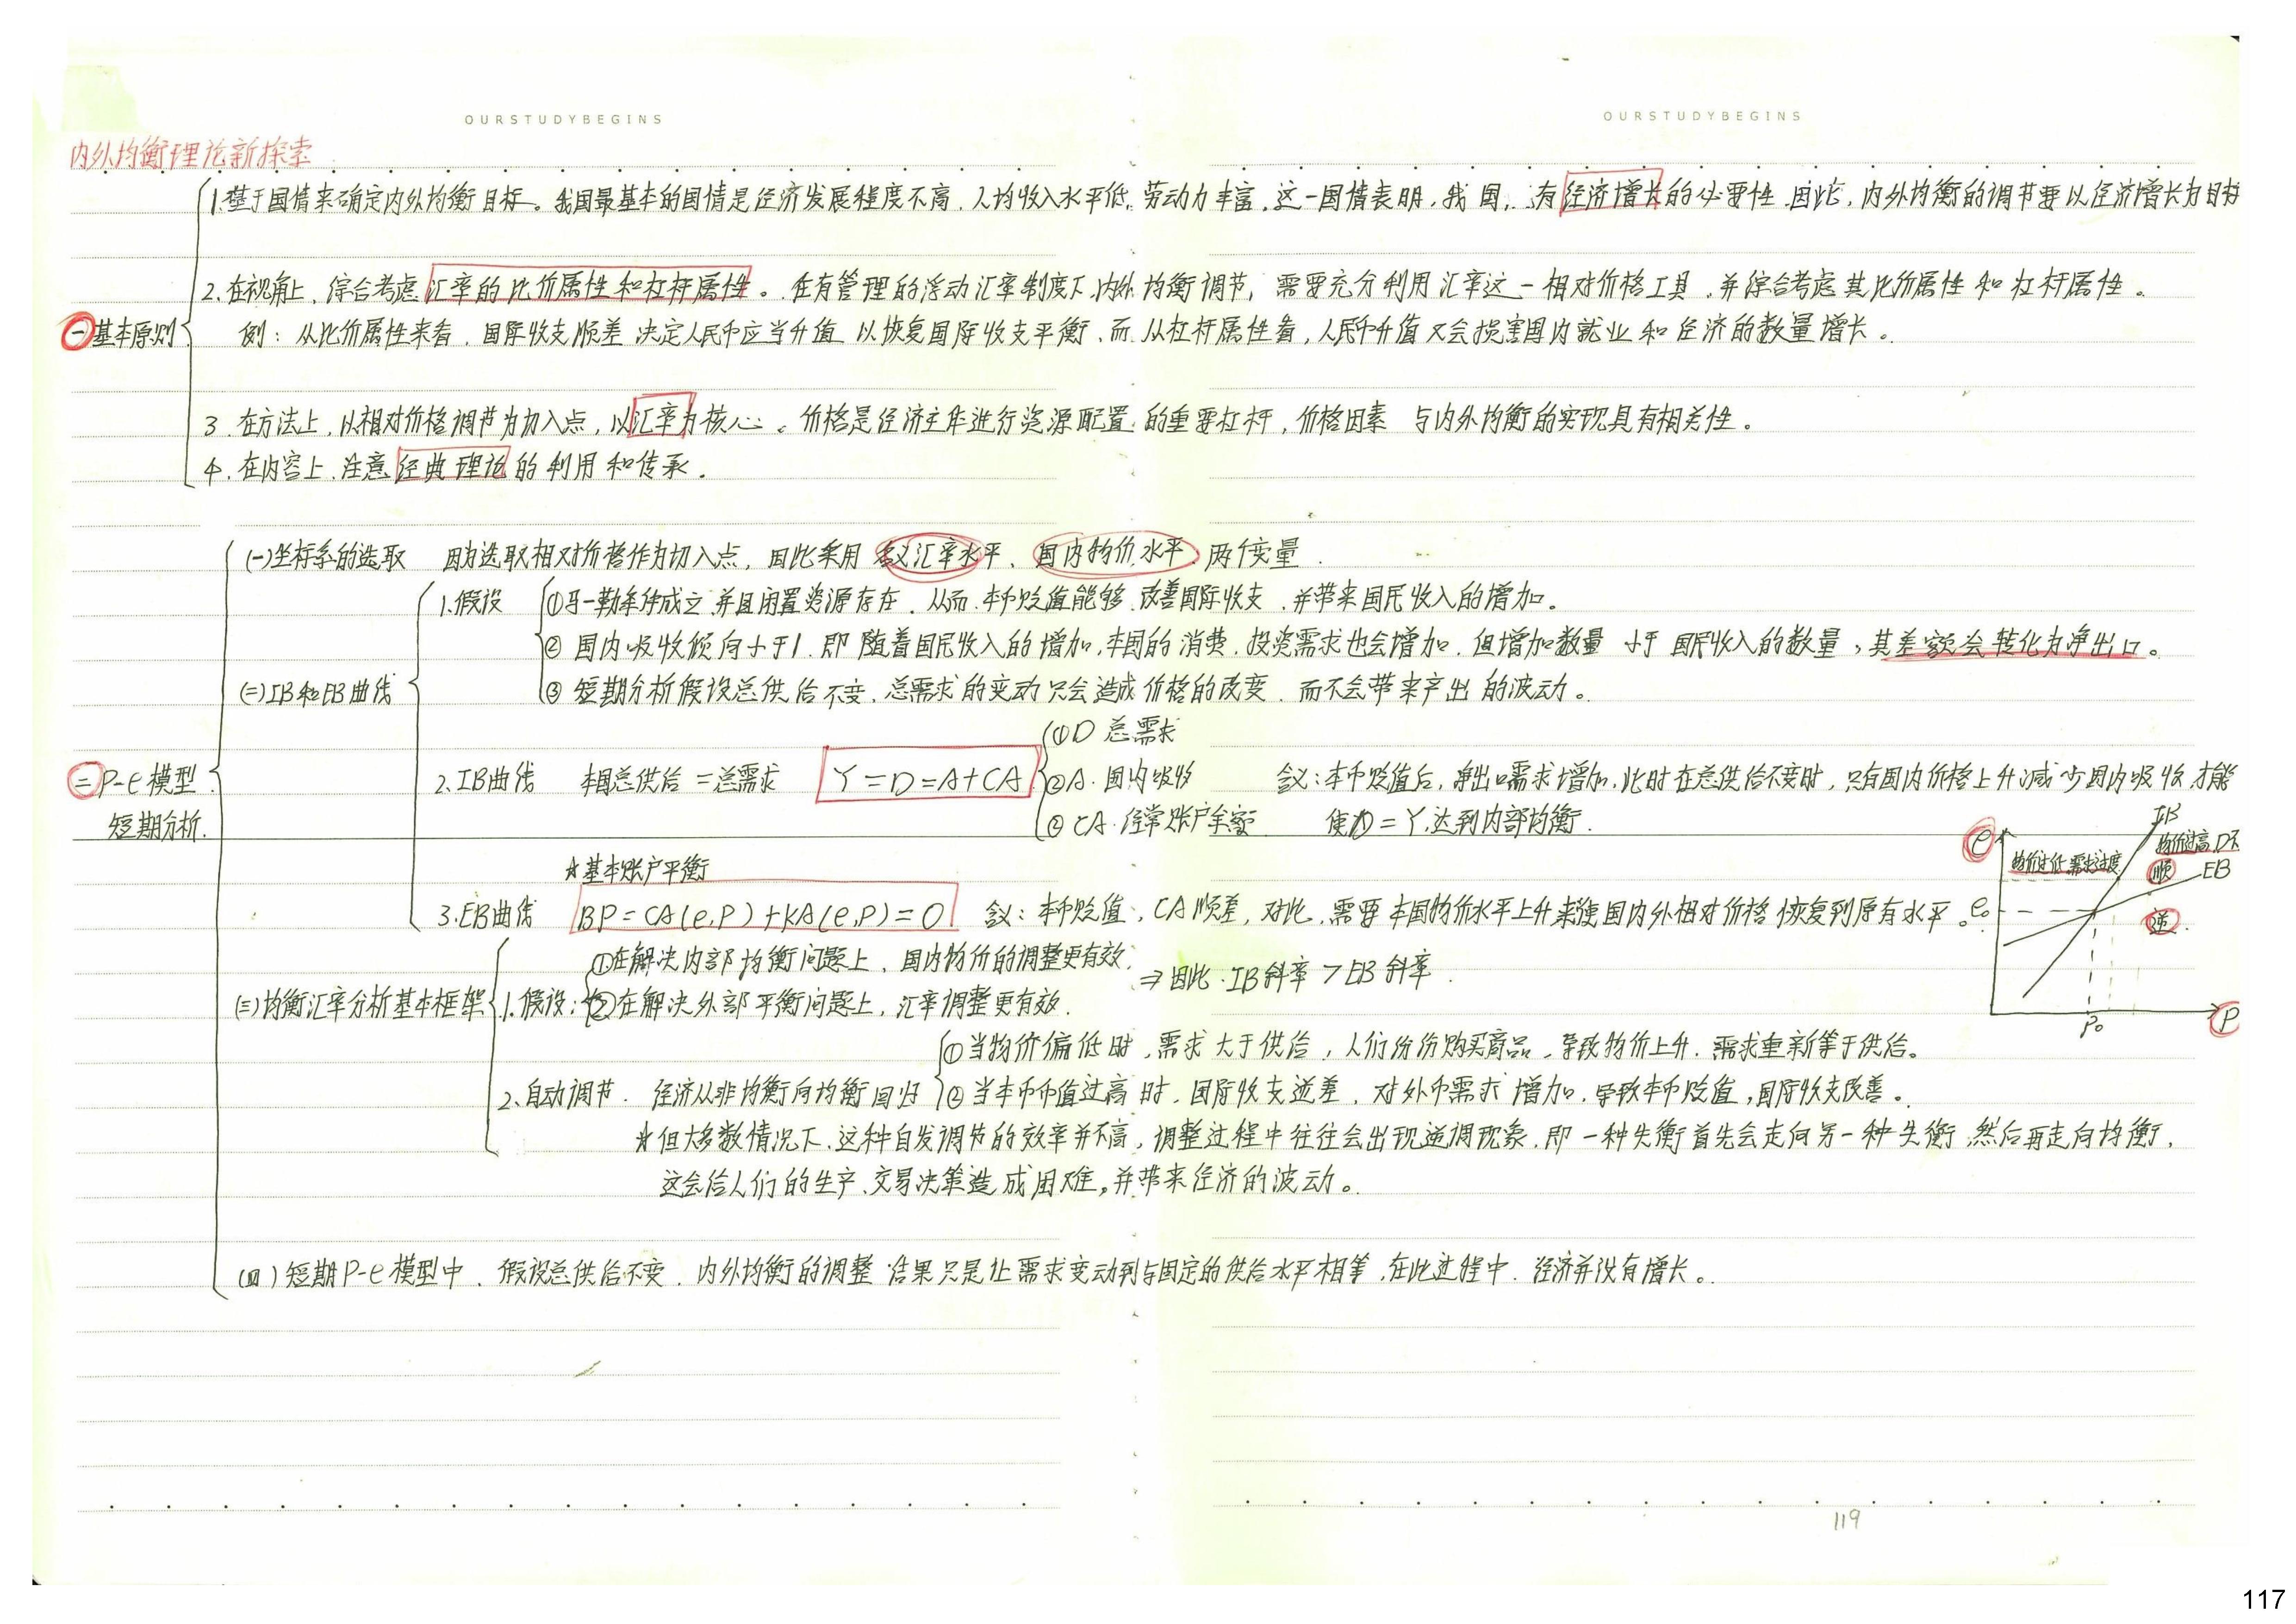 OURSTUDYBEGINS
OURSTUDYBEGINS
内外均衡理论新探索
1.基于国情来确定内外均衡目标。我国最基本的国情是经济发展程度不高、人均收入水平低、劳动力丰富,这一国情表明,我国,有经济增长的必要性.因此,内外均衡的调节要以经济增长为目标
2.在视角上,综合考虑汇率的比价属性和杠杆属性。在有管理的浮动汇率制度下,内外均衡调节,需要充分利用汇率这一相对价格工具,并综合考虑其比价属性和杠杆属性。
㊀基本原则
例:从比价属性来看,国际收支顺差决定人民币应当升值以恢复国际收支平衡、而从杠杆属性看,人民币升值又会损害国内就业和经济的数量增长。
3.在方法上,以相对价格调节为切入点,以汇率为核心。价格是经济主体进行资源配置的重要杠杆,价格因素与内外均衡的实现具有相关性。
4.在内容上,注意经典理论的利用和传承。
(一)坐标系的选取 因为选取相对价格作为切入点,因此采用名义汇率水平、国内物价水平两个变量.
1.假设 ①马-勒条件成立并且闲置资源存在,从而本币贬值能够改善国际收支,并带来国民收入的增加。
②国内吸收倾向小于1.即随着国民收入的增加,本国的消费,投资需求也会增加,但增加数量小于国民收入的数量,其差额会转化为净出口。
(二)IB和EB曲线
③短期分析假设总供给不变,总需求的变动只会造成价格的改变,而不会带来产出的波动。
①D 总需求
㊁P-e模型
2.IB曲线 本国总供给=总需求 Y=D=A+CA ②A.国内吸收 含义:本币贬值后,净出口需求增加,此时在总供给不变时,只有国内价格上升,减少国内吸收,才能
短期分析.
③CA.经常账户余额 使D=Y,达到内部均衡.
IB
e
物价过低需求过度
物价过高D不
顺
EB
☆基本账户平衡
3.EB曲线 BP=CA(e,P)+KA(e,P)=0 含义:本币贬值,CA顺差,对此,需要本国物价水平上升来使国内外相对价格恢复到原有水平。
e₀
逆
P₀
P
①在解决内部均衡问题上,国内物价的调整更有效,
⇒因此.IB斜率>EB斜率.
(三)均衡汇率分析基本框架 1.假设:②在解决外部平衡问题上,汇率调整更有效.
①当物价偏低时,需求大于供给,人们纷纷购买商品,导致物价上升.需求重新等于供给。
2.自动调节.经济从非均衡向均衡回归 ②当本币币值过高时,国际收支逆差,对外币需求增加,导致本币贬值,国际收支改善。
☆但大多数情况下,这种自发调节的效率并不高,调整过程中往往会出现超调现象,即一种失衡首先会走向另一种失衡,然后再走向均衡,
这会给人们的生产、交易决策造成困难,并带来经济的波动。
(四)短期P-e模型中,假设总供给不变,内外均衡的调整结果只是让需求变动到与固定的供给水平相等,在此过程中.经济并没有增长。
119
117